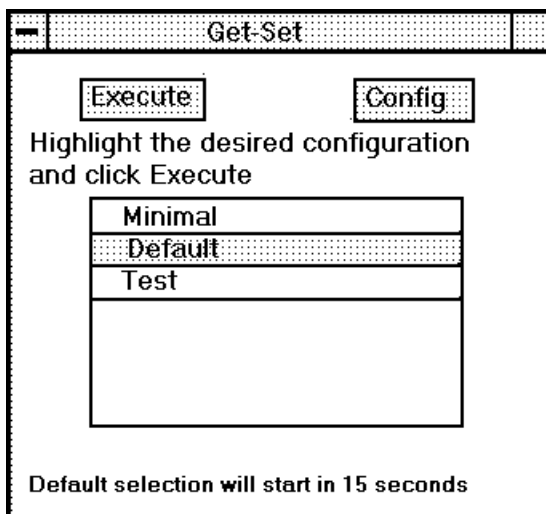 Get-Set
Execute Config
Highlight the desired configuration
and click Execute
Minimal
Default
Test
Default selection will start in 15 seconds